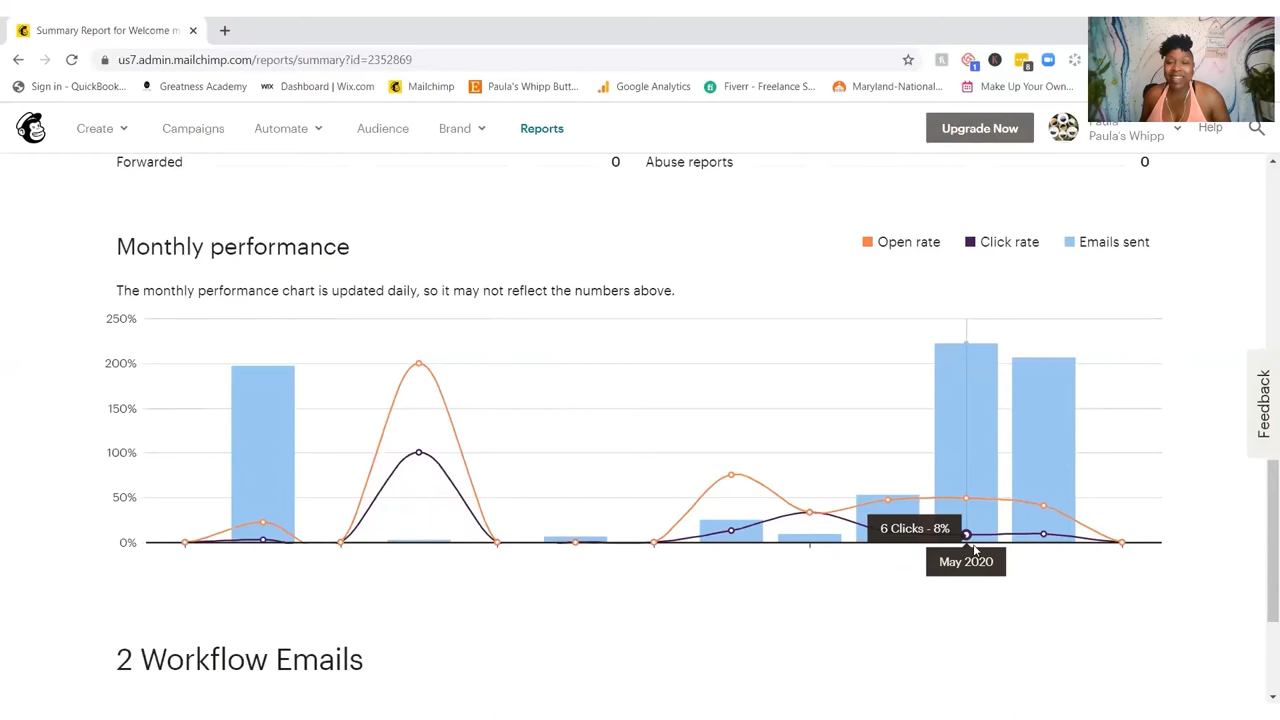 Summary Report for Welcome m
us7.admin.mailchimp.com/reports/summary?id=2352869
1
8
Sign in - QuickBook...
Greatness Academy
WIX Dashboard | Wix.com
Mailchimp
Paula's Whipp Butt...
Google Analytics
Fiverr - Freelance S...
Maryland-National...
Make Up Your Own...
Create
Campaigns
Automate
Audience
Brand
Reports
Upgrade Now
Paula
Paula's Whipp
Help
Forwarded 0
Abuse reports 0
Monthly performance
Open rate
Click rate
Emails sent
The monthly performance chart is updated daily, so it may not reflect the numbers above.
250%
200%
150%
100%
50%
0%
6 Clicks - 8%
May 2020
Feedback
2 Workflow Emails